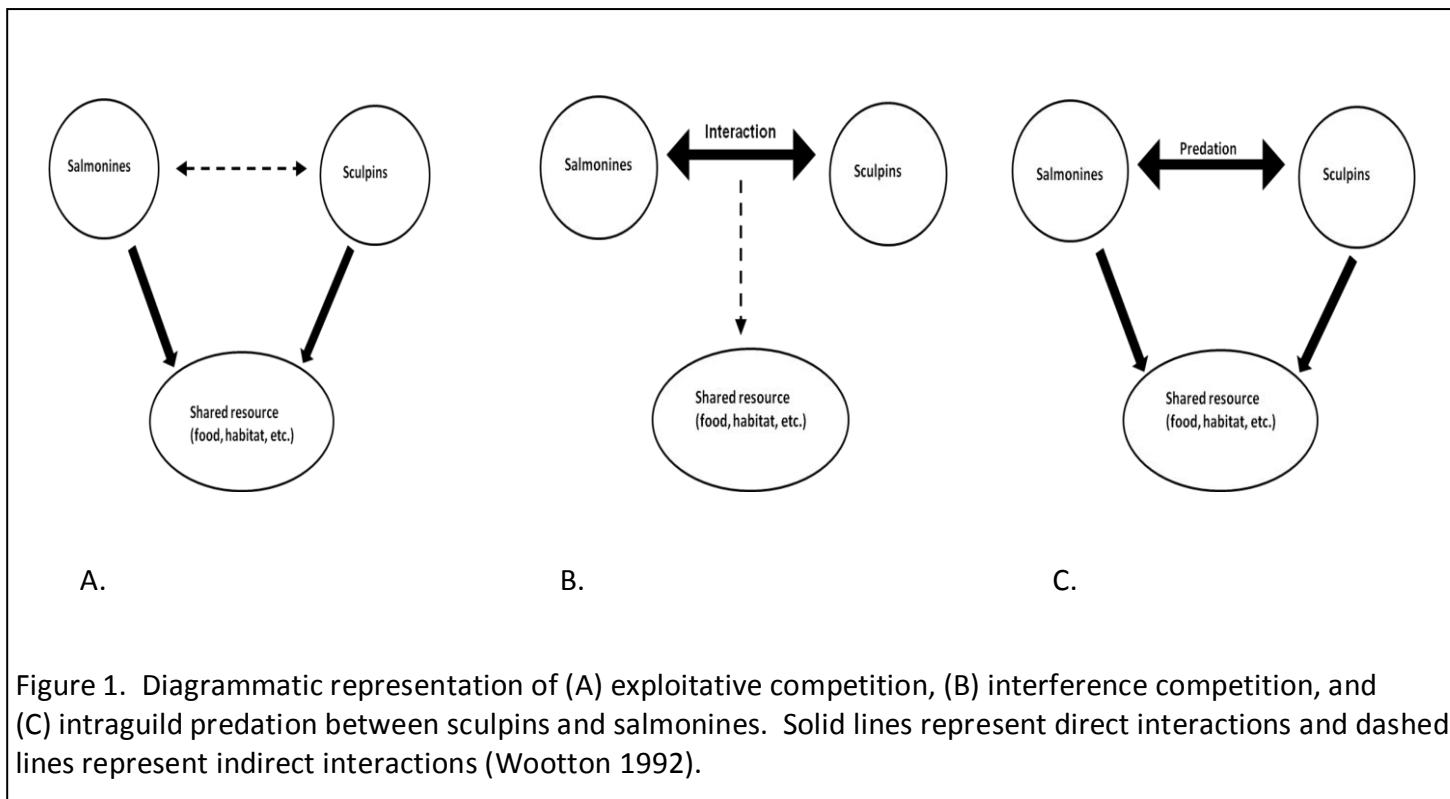 Salmonines
Sculpins
Shared resource
(food, habitat, etc.)
A.
Interaction
Salmonines
Sculpins
Shared resource
(food, habitat, etc.)
B.
Predation
Salmonines
Sculpins
Shared resource
(food, habitat, etc.)
C.
Figure 1.  Diagrammatic representation of (A) exploitative competition, (B) interference competition, and
(C) intraguild predation between sculpins and salmonines.  Solid lines represent direct interactions and dashed
lines represent indirect interactions (Wootton 1992).